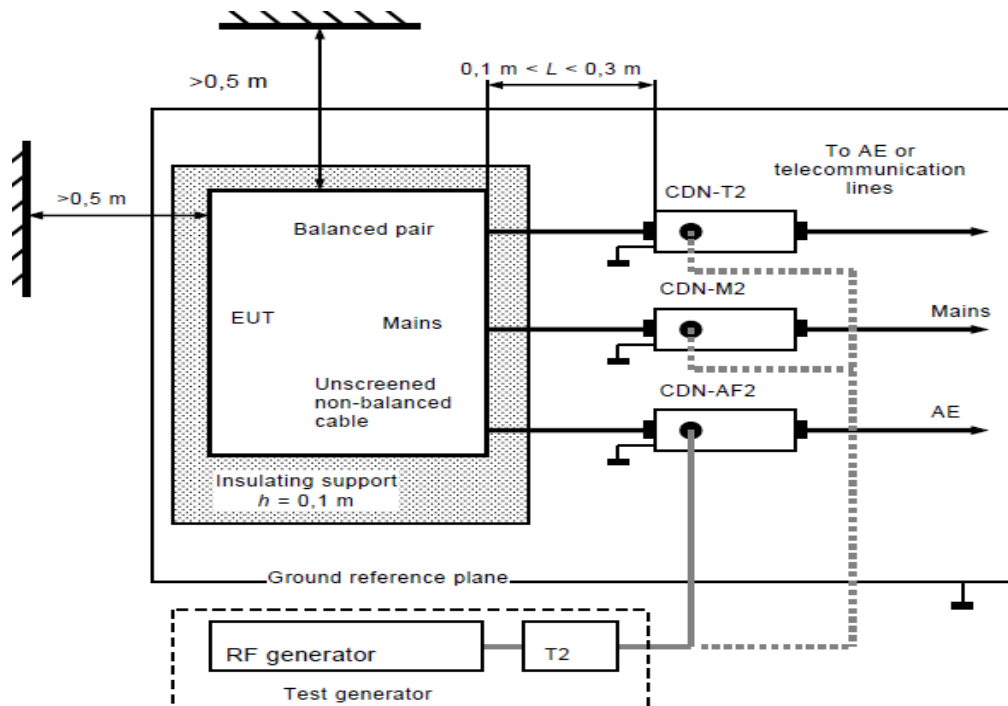 >0,5 m
0,1 m < L < 0,3 m
>0,5 m
To AE or
telecommunication
lines
CDN-T2
Balanced pair
CDN-M2
EUT
Mains
Mains
Unscreened
non-balanced
cable
CDN-AF2
AE
Insulating support
h = 0,1 m
Ground reference plane
RF generator
T2
Test generator